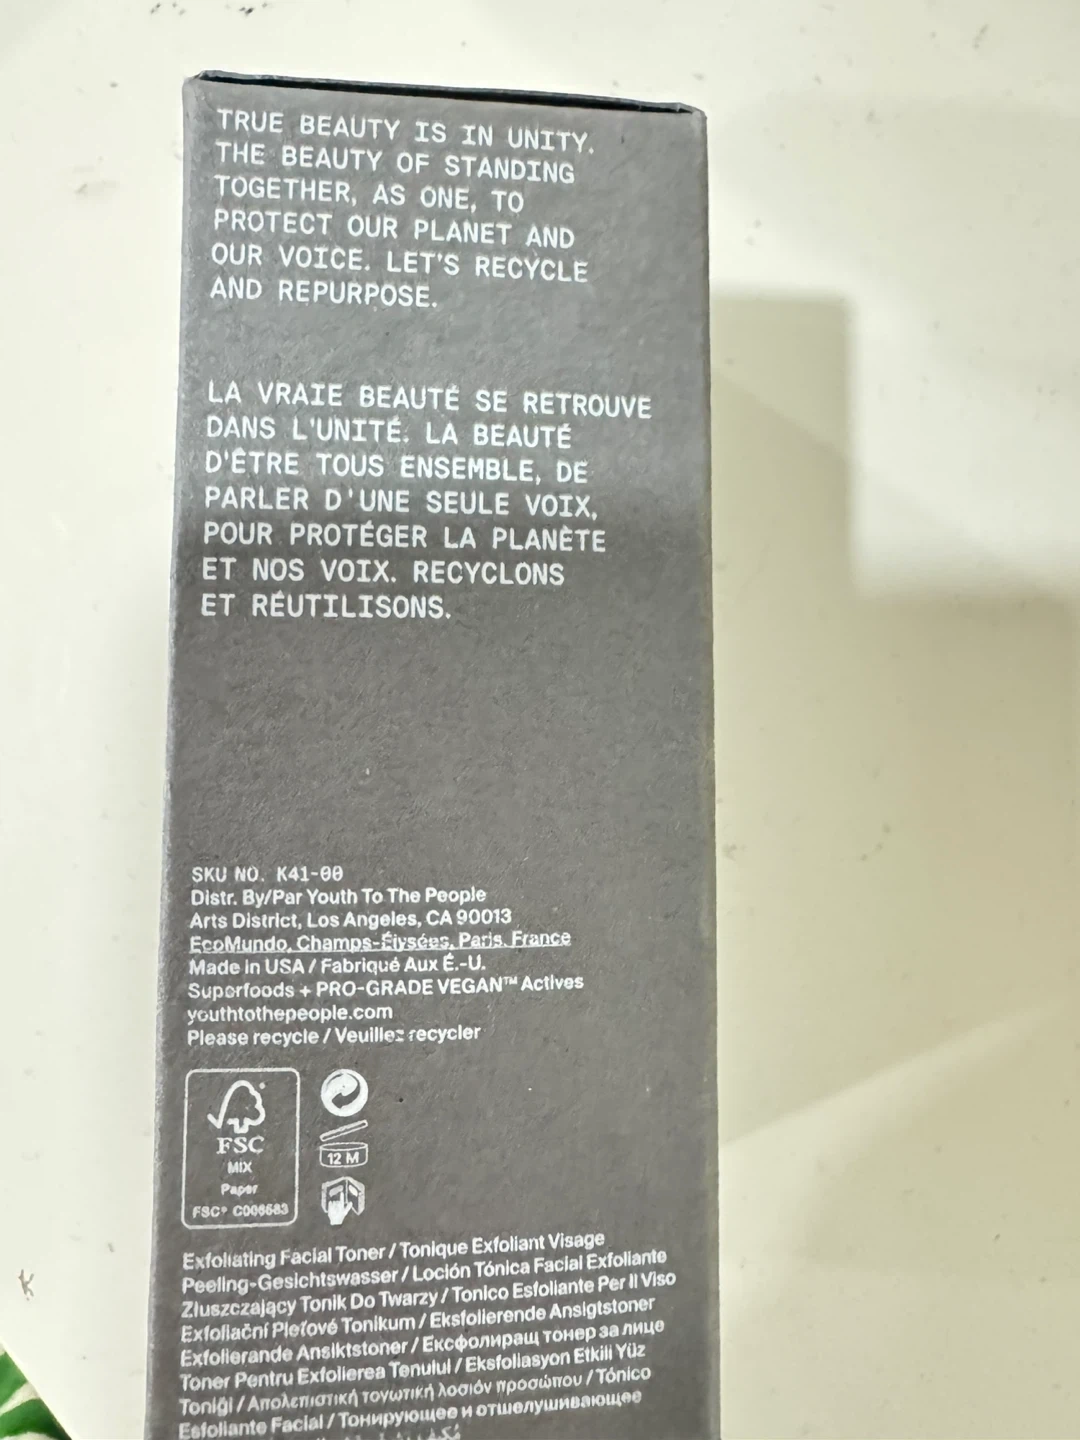 TRUE BEAUTY IS IN UNITY.
THE BEAUTY OF STANDING
TOGETHER, AS ONE, TO
PROTECT OUR PLANET AND
OUR VOICE. LET'S RECYCLE
AND REPURPOSE.
LA VRAIE BEAUTÉ SE RETROUVE
DANS L'UNITÉ. LA BEAUTÉ
D'ÊTRE TOUS ENSEMBLE, DE
PARLER D'UNE SEULE VOIX,
POUR PROTÉGER LA PLANÈTE
ET NOS VOIX. RECYCLONS
ET RÉUTILISONS.
SKU NO. K41-00
Distr. By/Par Youth To The People
Arts District, Los Angeles, CA 90013
EcoMundo, Champs-Élysées, Paris, France
Made in USA / Fabriqué Aux É.-U.
Superfoods + PRO-GRADE VEGAN™ Actives
youthtothepeople.com
Please recycle / Veuillez recycler
FSC
MIX
Paper
FSC® C006683
12 M
Exfoliating Facial Toner / Tonique Exfoliant Visage
Peeling-Gesichtswasser / Loción Tónica Facial Exfoliante
Złuszczający Tonik Do Twarzy / Tonico Esfoliante Per Il Viso
Exfoliační Pleťové Tonikum / Eksfolierende Ansigtstoner
Exfolierande Ansiktstoner / Ексфолиращ тонер за лице
Toner Pentru Exfolierea Tenului / Eksfoliasyon Etkili Yüz
Toniği / Απολεπιστική τονωτική λοσιόν προσώπου / Tónico
Esfoliante Facial / Тонирующее и отшелушивающее